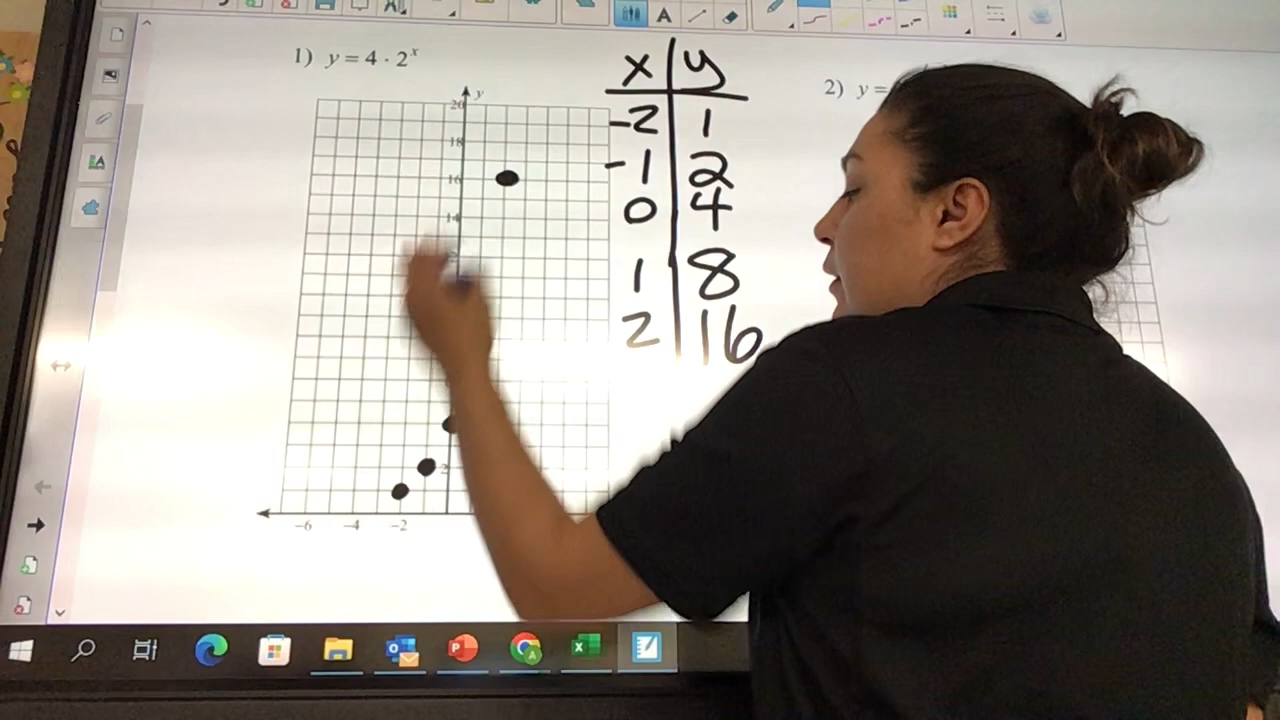 1) y = 4 · 2ˣ
2) y =
x y
-2 1
-1 2
0 4
1 8
2 16
y
20
18
16
14
2
-6 -4 -2